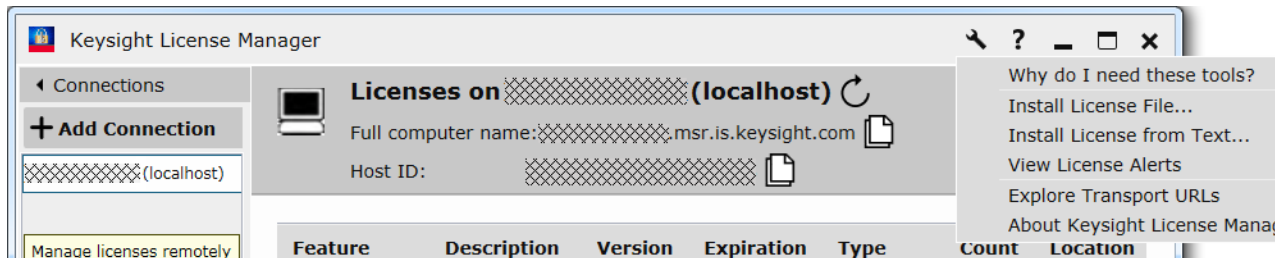 Keysight License Manager
?
Connections
Add Connection
(localhost)
Manage licenses remotely
Licenses on (localhost)
Full computer name: .msr.is.keysight.com
Host ID:
Feature Description Version Expiration Type Count Location
Why do I need these tools?
Install License File...
Install License from Text...
View License Alerts
Explore Transport URLs
About Keysight License